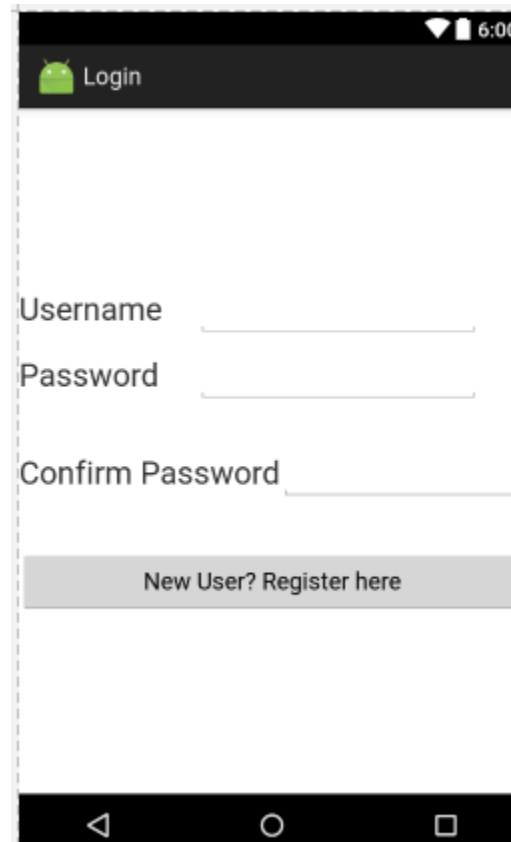 6:00
Login
Username
Password
Confirm Password
New User? Register here